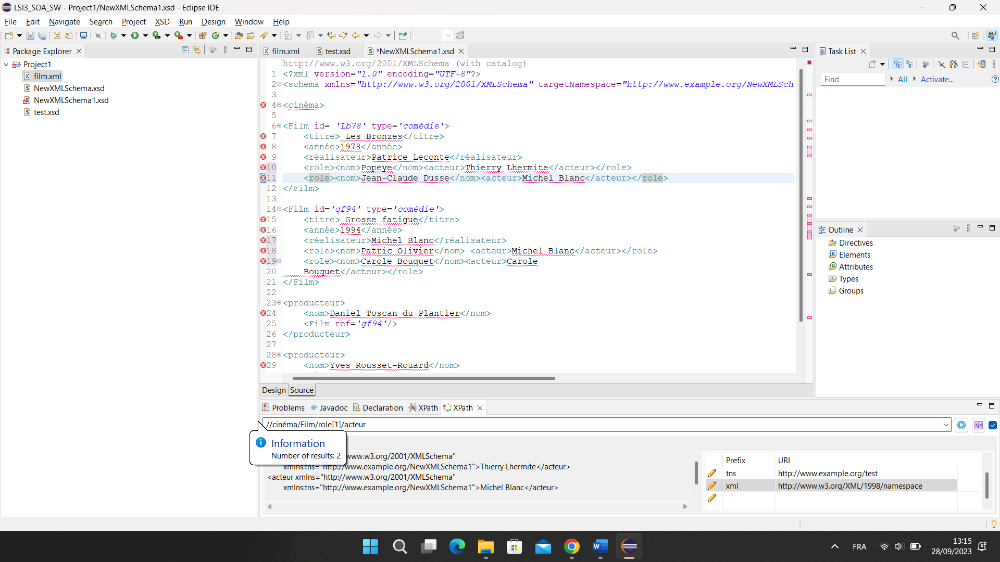 LSI3_SOA_SW - Project1/NewXMLSchema1.xsd - Eclipse IDE
File Edit Navigate Search Project XSD Run Design Window Help
Package Explorer
Project1
film.xml
NewXMLSchema.xsd
NewXMLSchema1.xsd
test.xsd
film.xml test.xsd *NewXMLSchema1.xsd
http://www.w3.org/2001/XMLSchema (with catalog)
1 <?xml version="1.0" encoding="UTF-8"?>
2 <schema xmlns="http://www.w3.org/2001/XMLSchema" targetNamespace="http://www.example.org/NewXMLSch
3
4 <cinéma>
5
6 <Film id= 'Lb78' type='comédie'>
7 <titre> Les Bronzes</titre>
8 <année>1978</année>
9 <réalisateur>Patrice Leconte</réalisateur>
10 <role><nom>Popeye</nom><acteur>Thierry Lhermite</acteur></role>
11 <role><nom>Jean-Claude Dusse</nom><acteur>Michel Blanc</acteur></role>
12 </Film>
13
14 <Film id='gf94' type='comédie'>
15 <titre> Grosse fatigue</titre>
16 <année>1994</année>
17 <réalisateur>Michel Blanc</réalisateur>
18 <role><nom>Patric Olivier</nom> <acteur>Michel Blanc</acteur></role>
19 <role><nom>Carole Bouquet</nom><acteur>Carole
20 Bouquet</acteur></role>
21 </Film>
22
23 <producteur>
24 <nom>Daniel Toscan du Plantier</nom>
25 <Film ref='gf94'/>
26 </producteur>
27
28 <producteur>
29 <nom>Yves Rousset-Rouard</nom>
Design Source
Task List
Find All Activate...
Outline
Directives
Elements
Attributes
Types
Groups
Problems @ Javadoc Declaration XPath XPath
//cinéma/Film/role[1]/acteur
Information
Number of results: 2
www.w3.org/2001/XMLSchema"
xmlns:tns="http://www.example.org/NewXMLSchema1">Thierry Lhermite</acteur>
<acteur xmlns="http://www.w3.org/2001/XMLSchema"
xmlns:tns="http://www.example.org/NewXMLSchema1">Michel Blanc</acteur>
Prefix URI
tns http://www.example.org/test
xml http://www.w3.org/XML/1998/namespace
FRA
13:15
28/09/2023